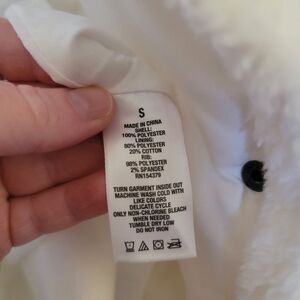 S
MADE IN CHINA
SHELL:
100% POLYESTER
LINING:
80% POLYESTER
20% COTTON
RIB:
98% POLYESTER
2% SPANDEX
RN154379
TURN GARMENT INSIDE OUT
MACHINE WASH COLD WITH
LIKE COLORS
DELICATE CYCLE
ONLY NON-CHLORINE BLEACH
WHEN NEEDED
TUMBLE DRY LOW
DO NOT IRON